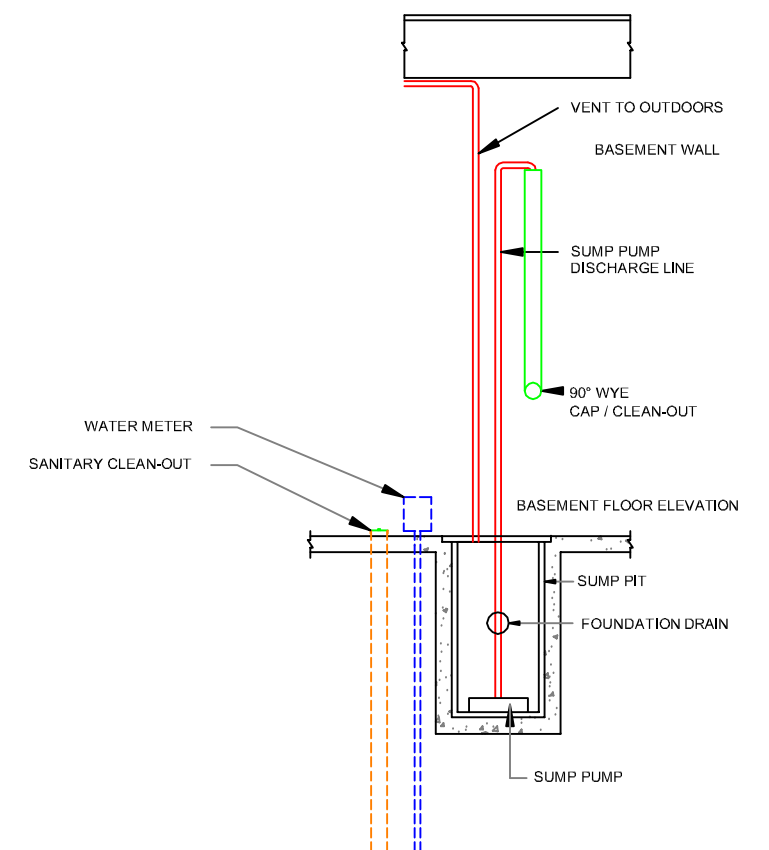 VENT TO OUTDOORS
BASEMENT WALL
SUMP PUMP
DISCHARGE LINE
90° WYE
CAP / CLEAN-OUT
WATER METER
SANITARY CLEAN-OUT
BASEMENT FLOOR ELEVATION
SUMP PIT
FOUNDATION DRAIN
SUMP PUMP